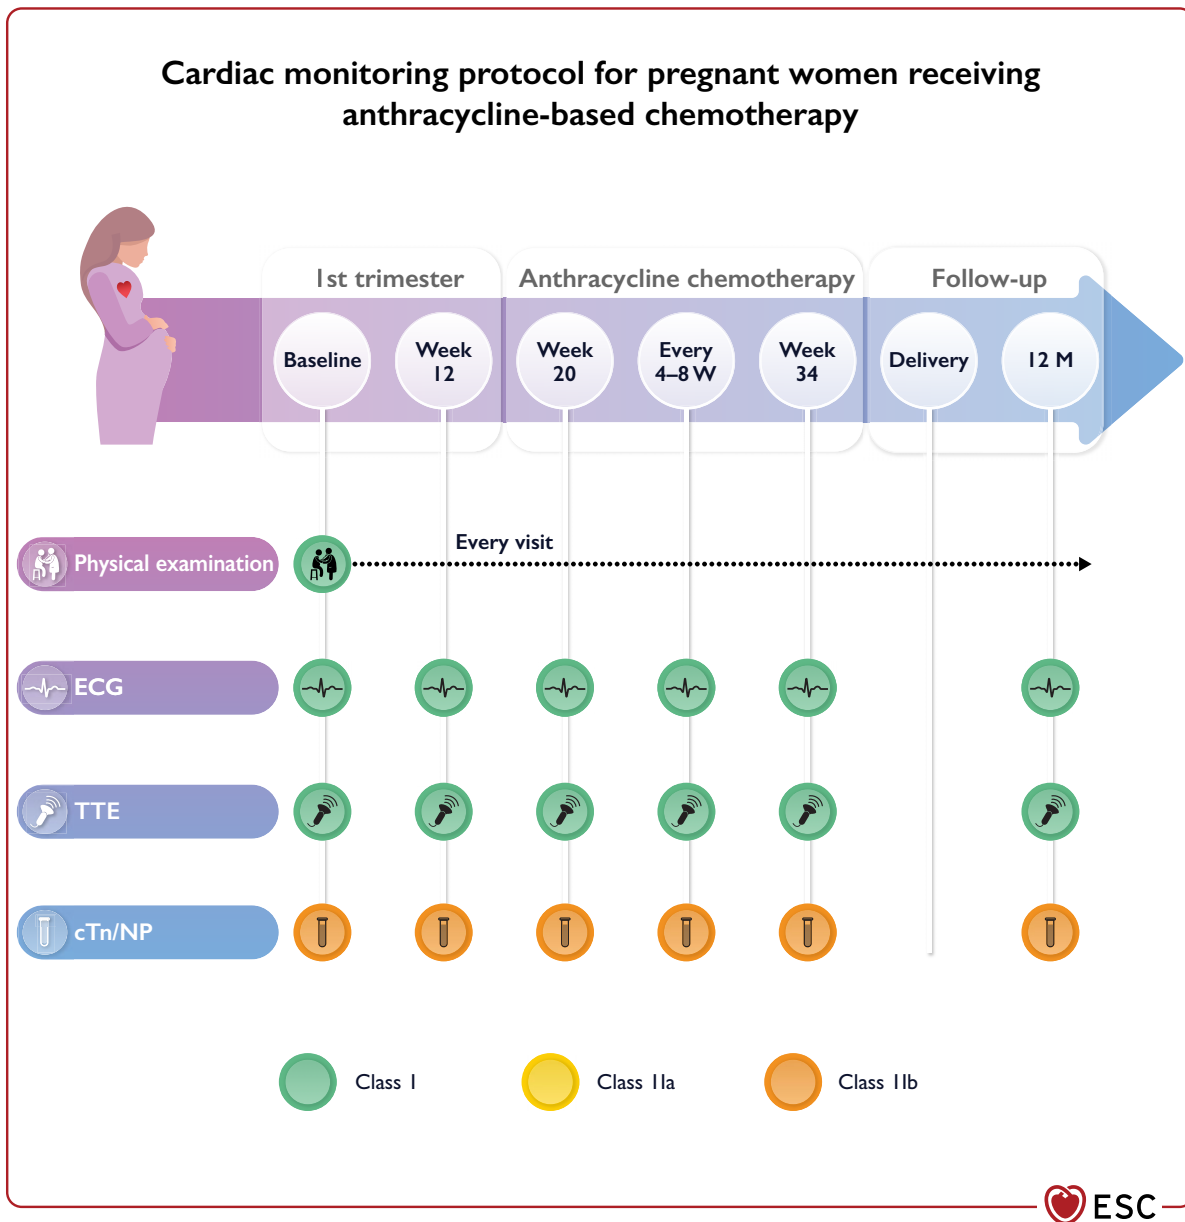 Cardiac monitoring protocol for pregnant women receiving
anthracycline-based chemotherapy
1st trimester
Anthracycline chemotherapy
Follow-up
Baseline
Week
12
Week
20
Every
4–8 W
Week
34
Delivery
12 M
Physical examination
Every visit
ECG
TTE
cTn/NP
Class I
Class IIa
Class IIb
ESC